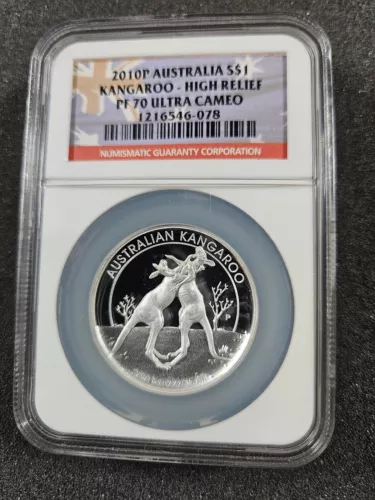 2010P AUSTRALIA S$1
KANGAROO - HIGH RELIEF
PF 70 ULTRA CAMEO
1216546-078
NUMISMATIC GUARANTY CORPORATION
AUSTRALIAN KANGAROO
P